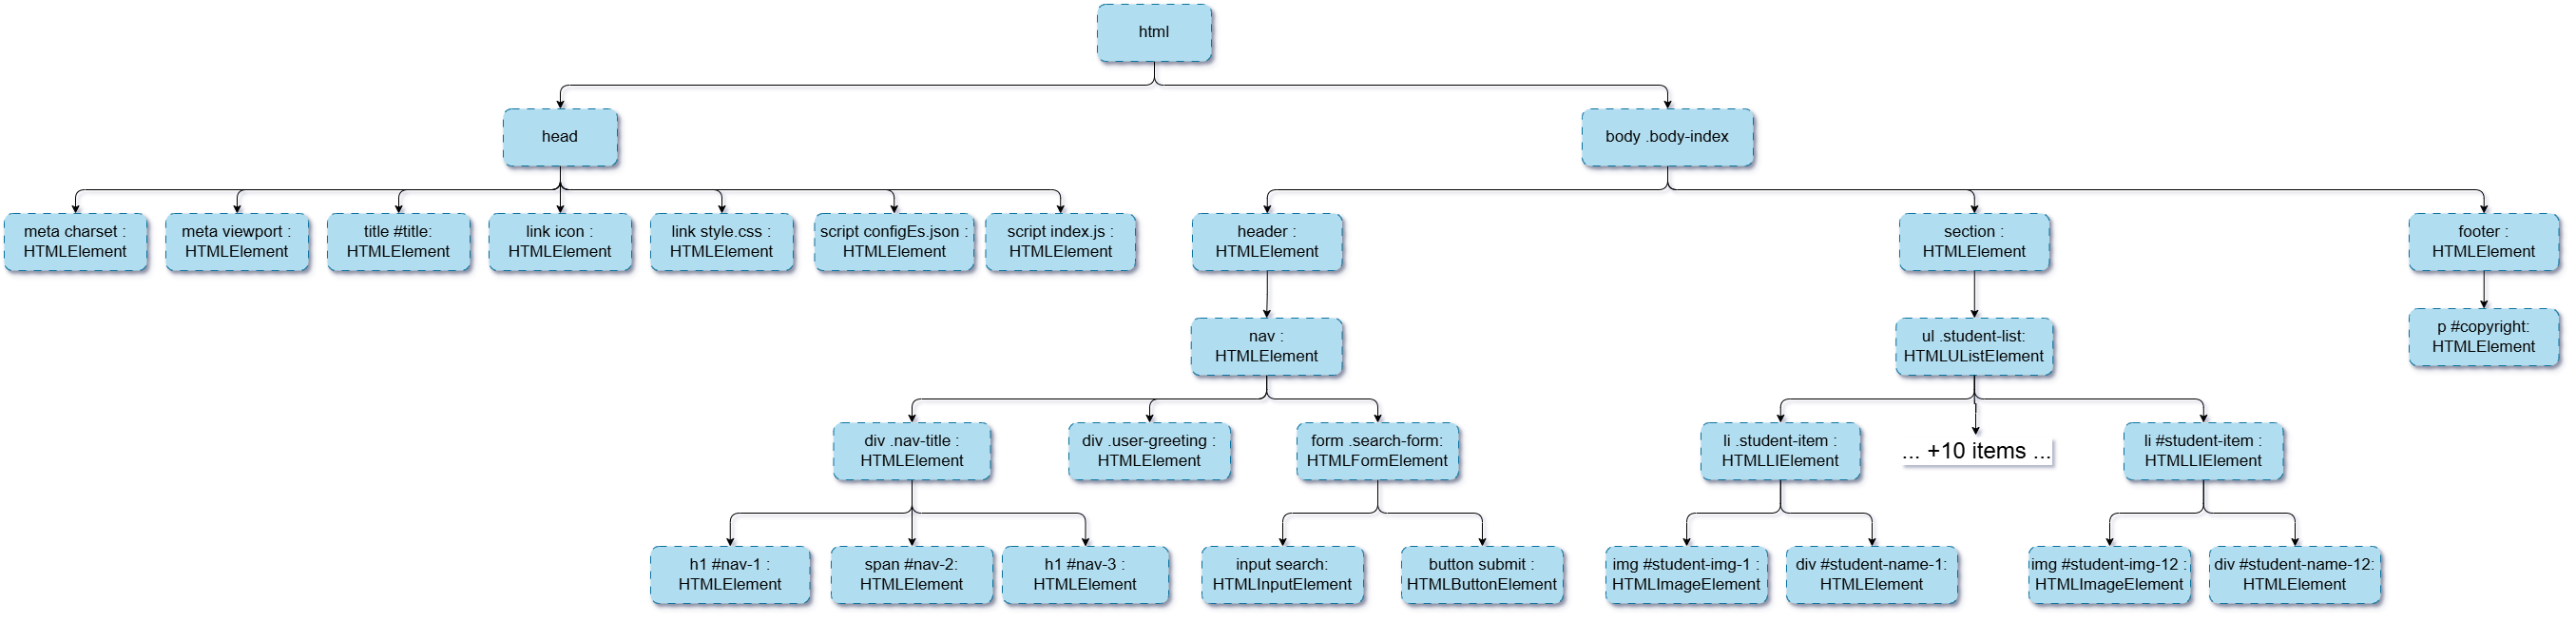 html
head
body .body-index
meta charset :
HTMLElement
meta viewport :
HTMLElement
title #title:
HTMLElement
link icon :
HTMLElement
link style.css :
HTMLElement
script configEs.json :
HTMLElement
script index.js :
HTMLElement
header :
HTMLElement
section :
HTMLElement
footer :
HTMLElement
nav :
HTMLElement
ul .student-list:
HTMLUListElement
p #copyright:
HTMLElement
div .nav-title :
HTMLElement
div .user-greeting :
HTMLElement
form .search-form:
HTMLFormElement
li .student-item :
HTMLLIElement
... +10 items ...
li #student-item :
HTMLLIElement
h1 #nav-1 :
HTMLElement
span #nav-2:
HTMLElement
h1 #nav-3 :
HTMLElement
input search:
HTMLInputElement
button submit :
HTMLButtonElement
img #student-img-1 :
HTMLImageElement
div #student-name-1:
HTMLElement
img #student-img-12 :
HTMLImageElement
div #student-name-12:
HTMLElement